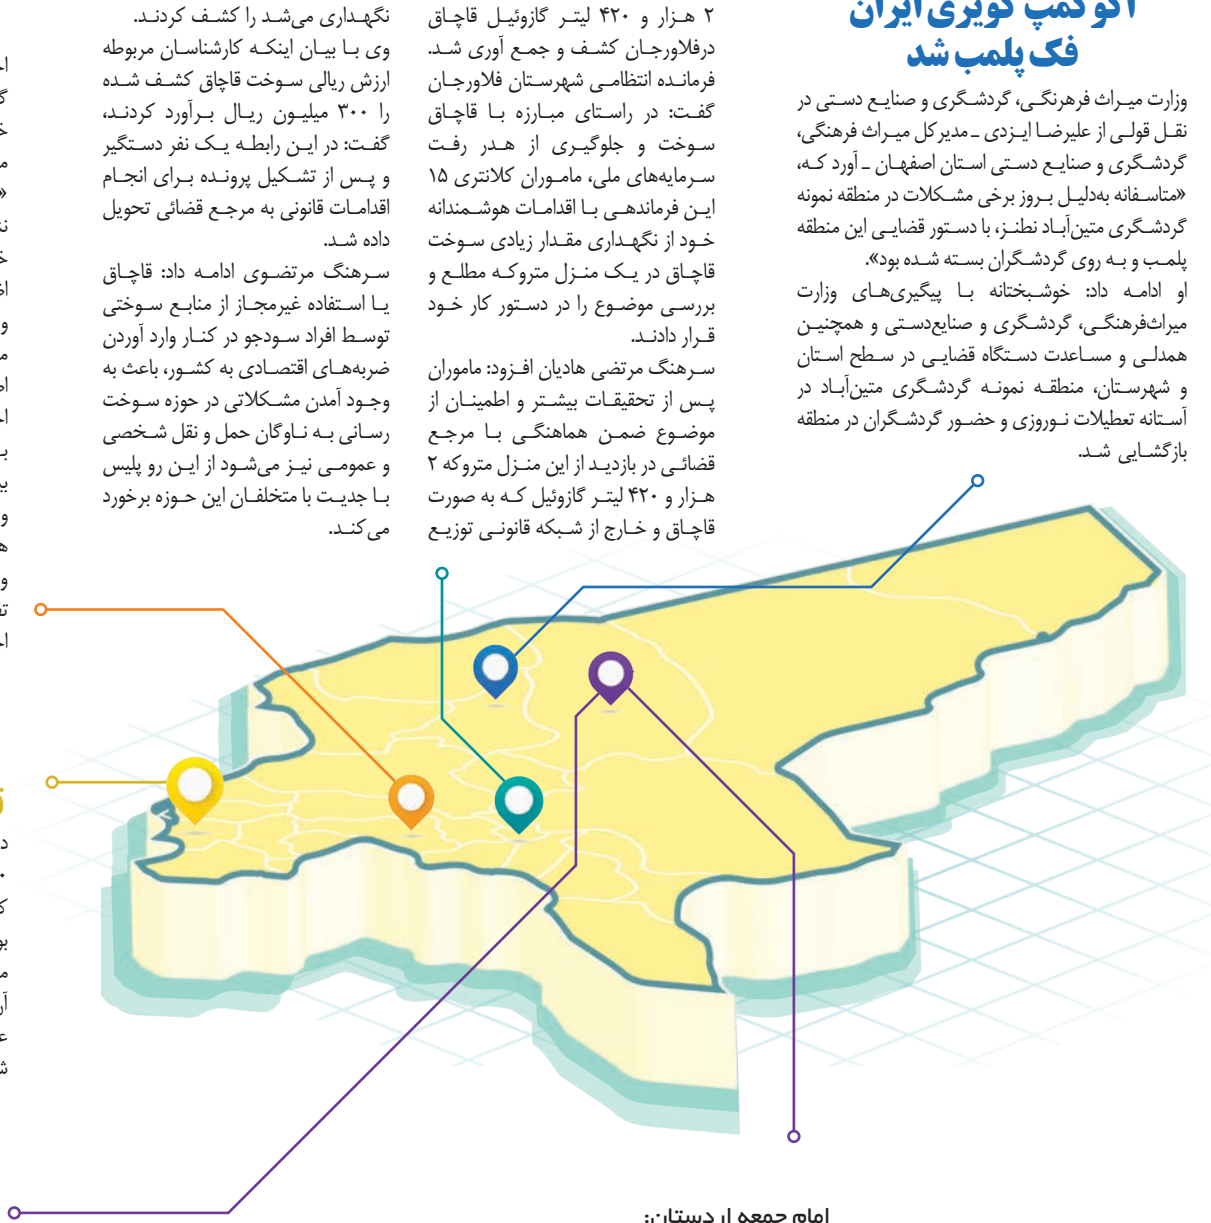 اکوکمپ کویری ایران
فک پلمب شد
وزارت میراث فرهرنگی، گردشگری و صنایع دستی در
نقل قولی از علیرضا ایزدی ـ مدیرکل میراث فرهنگی،
گردشگری و صنایع دستی استان اصفهان ـ آورد که،
«متاسفانه به‌دلیل بروز برخی مشکلات در منطقه نمونه
گردشگری متین‌آباد نطنز، با دستور قضایی این منطقه
پلمب و به روی گردشگران بسته شده بود».
او ادامه داد: خوشبختانه با پیگیری‌های وزارت
میراث‌فرهنگی، گردشگری و صنایع‌دستی و همچنین
همدلی و مساعدت دستگاه قضایی در سطح استان
و شهرستان، منطقه نمونه گردشگری متین‌آباد در
آستانه تعطیلات نوروزی و حضور گردشگران در منطقه
بازگشایی شد.
۲ هزار و ۴۲۰ لیتر گازوئیل قاچاق
درفلاورجان کشف و جمع آوری شد.
فرمانده انتظامی شهرستان فلاورجان
گفت: در راستای مبارزه با قاچاق
سوخت و جلوگیری از هدر رفت
سرمایه‌های ملی، ماموران کلانتری ۱۵
این فرماندهی با اقدامات هوشمندانه
خود از نگهداری مقدار زیادی سوخت
قاچاق در یک منزل متروکه مطلع و
بررسی موضوع را در دستور کار خود
قرار دادند.
سرهنگ مرتضی هادیان افزود: ماموران
پس از تحقیقات بیشتر و اطمینان از
موضوع ضمن هماهنگی با مرجع
قضائی در بازدید از این منزل متروکه ۲
هزار و ۴۲۰ لیتر گازوئیل که به صورت
قاچاق و خارج از شبکه قانونی توزیع
نگهداری می‌شد را کشف کردند.
وی با بیان اینکه کارشناسان مربوطه
ارزش ریالی سوخت قاچاق کشف شده
را ۳۰۰ میلیون ریال برآورد کردند،
گفت: در این رابطه یک نفر دستگیر
و پس از تشکیل پرونده برای انجام
اقدامات قانونی به مرجع قضائی تحویل
داده شد.
سرهنگ مرتضوی ادامه داد: قاچاق
یا استفاده غیرمجاز از منابع سوختی
توسط افراد سودجو در کنار وارد آوردن
ضربه‌های اقتصادی به کشور، باعث به
وجود آمدن مشکلاتی در حوزه سوخت
رسانی به ناوگان حمل و نقل شخصی
و عمومی نیز می‌شود از این رو پلیس
با جدیت با متخلفان این حوزه برخورد
می‌کند.
امام جمعه اردستان: